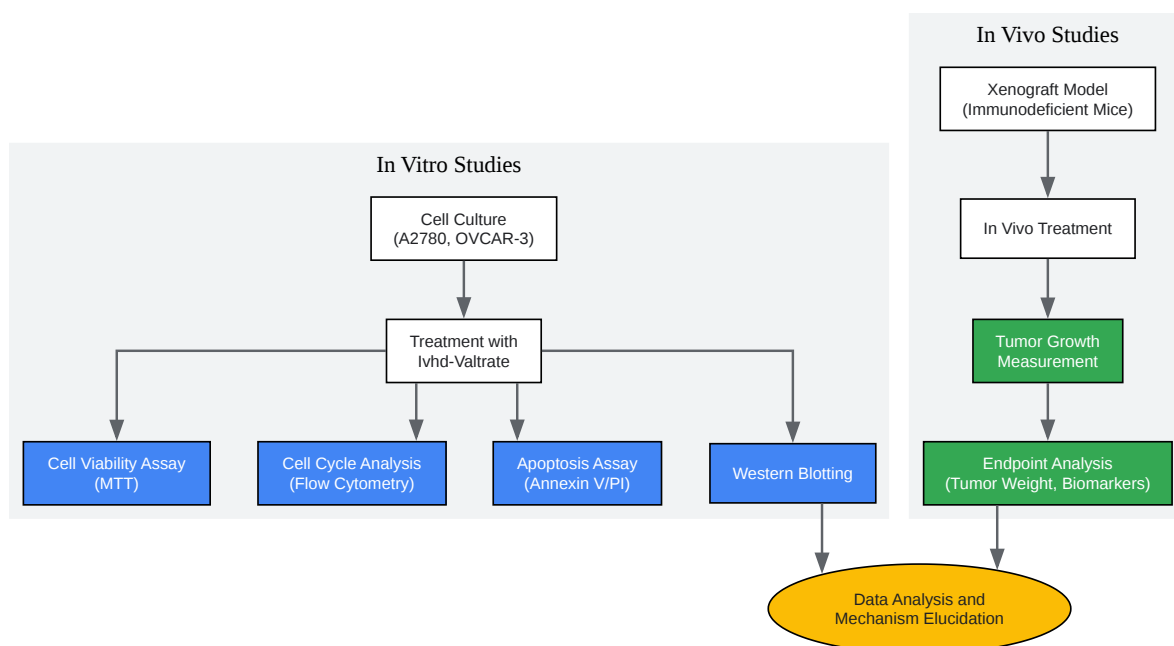 In Vivo Studies
Xenograft Model
(Immunodeficient Mice)
In Vivo Treatment
Tumor Growth
Measurement
Endpoint Analysis
(Tumor Weight, Biomarkers)
In Vitro Studies
Cell Culture
(A2780, OVCAR-3)
Treatment with
Ivhd-Valtrate
Cell Viability Assay
(MTT)
Cell Cycle Analysis
(Flow Cytometry)
Apoptosis Assay
(Annexin V/PI)
Western Blotting
Data Analysis and
Mechanism Elucidation